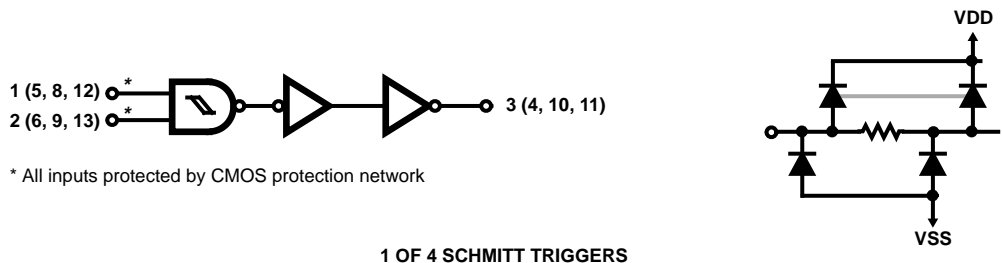 VDD
*
1 (5, 8, 12)
*
2 (6, 9, 13)
3 (4, 10, 11)
* All inputs protected by CMOS protection network
VSS
1 OF 4 SCHMITT TRIGGERS